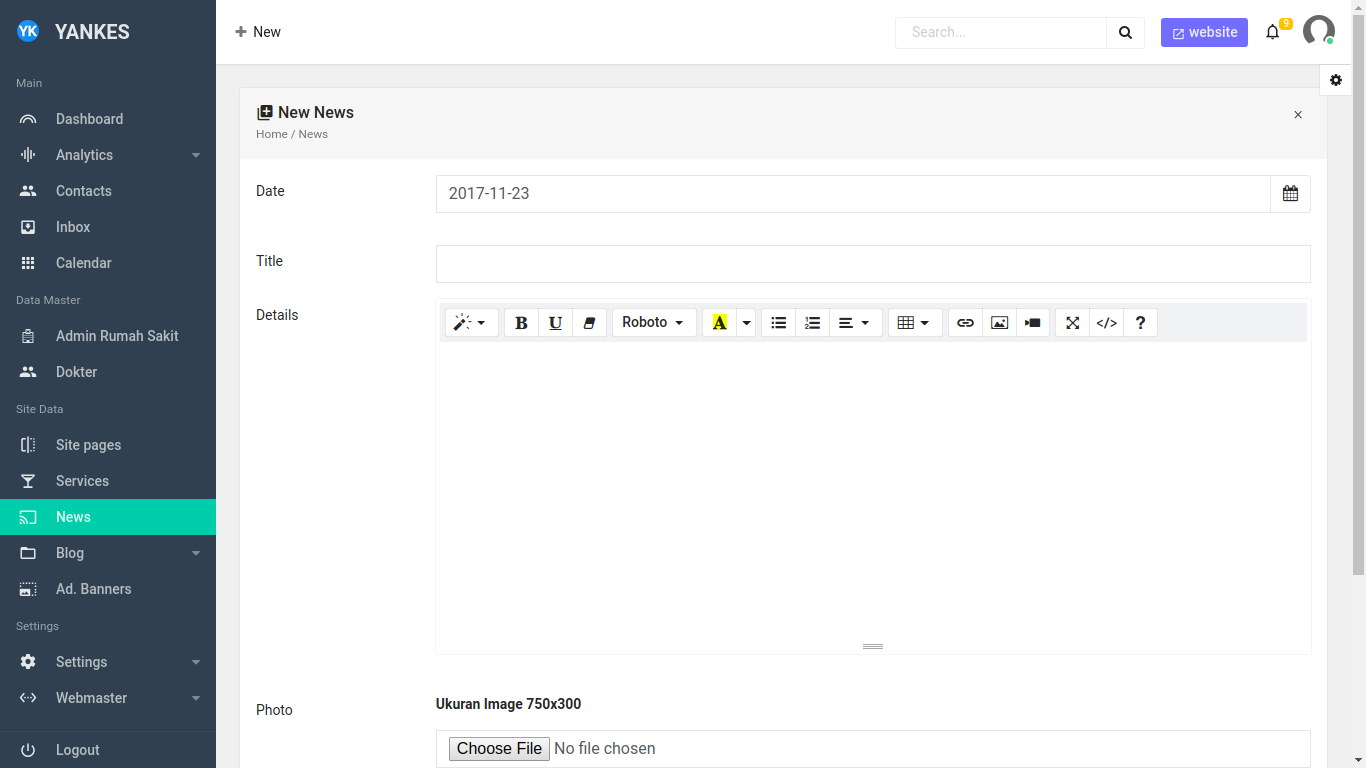 YK YANKES
Main
Dashboard
Analytics
Contacts
Inbox
Calendar
Data Master
Admin Rumah Sakit
Dokter
Site Data
Site pages
Services
News
Blog
Ad. Banners
Settings
Settings
Webmaster
Logout
New
Search...
website
9
New News
×
Home / News
Date
2017-11-23
Title
Details
B U Roboto A </> ?
Photo
Ukuran Image 750x300
Choose File No file chosen